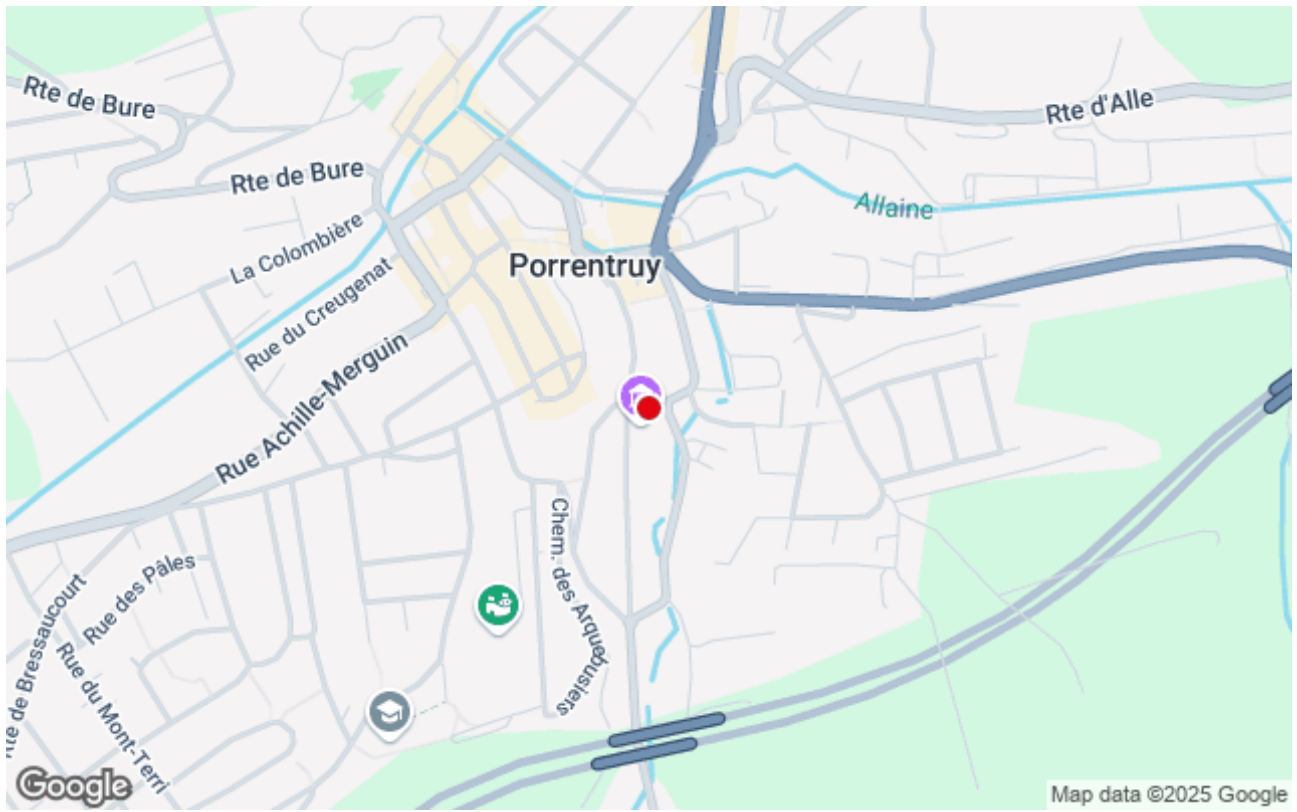 Rte de Bure
Rte d'Alle
Rte de Bure
Allaine
La Colombière
Porrentruy
Rue du Creugenat
Rue Achille-Merguin
Chem. des Arquebusiers
Rue des Pâles
Rte de Bressaucourt
Rue du Mont-Terri
Google
Map data ©2025 Google